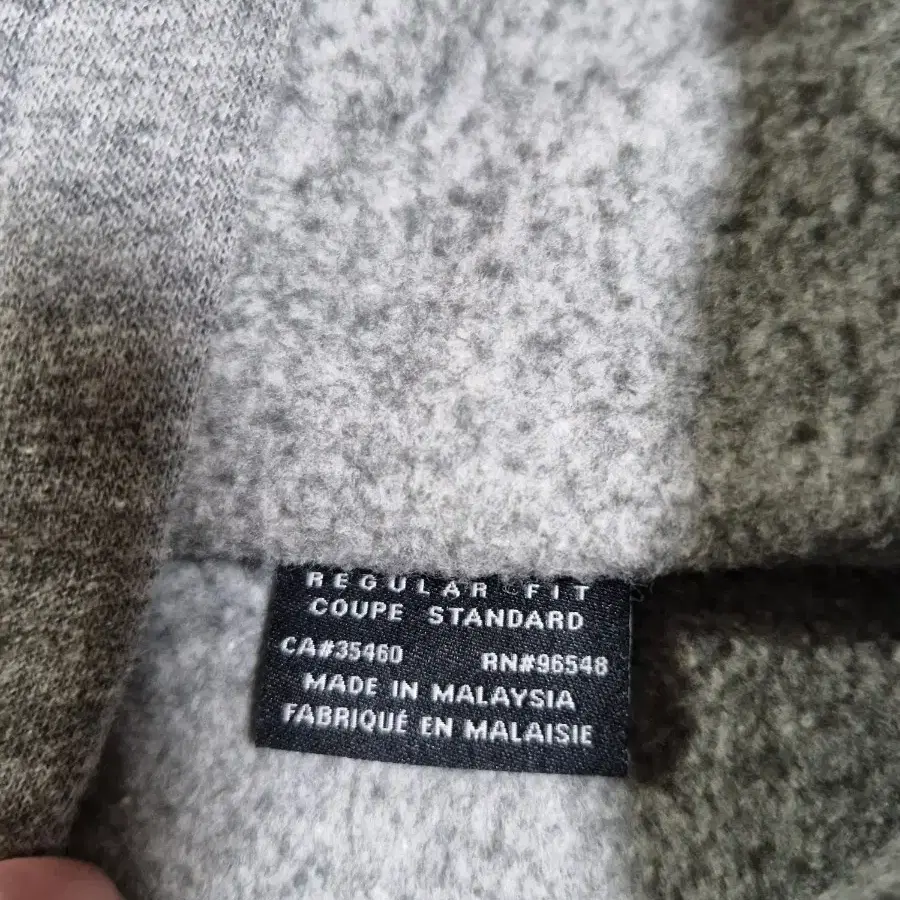 REGULAR FIT
COUPE STANDARD
CA#35460 RN#96548
MADE IN MALAYSIA
FABRIQUÉ EN MALAISIE